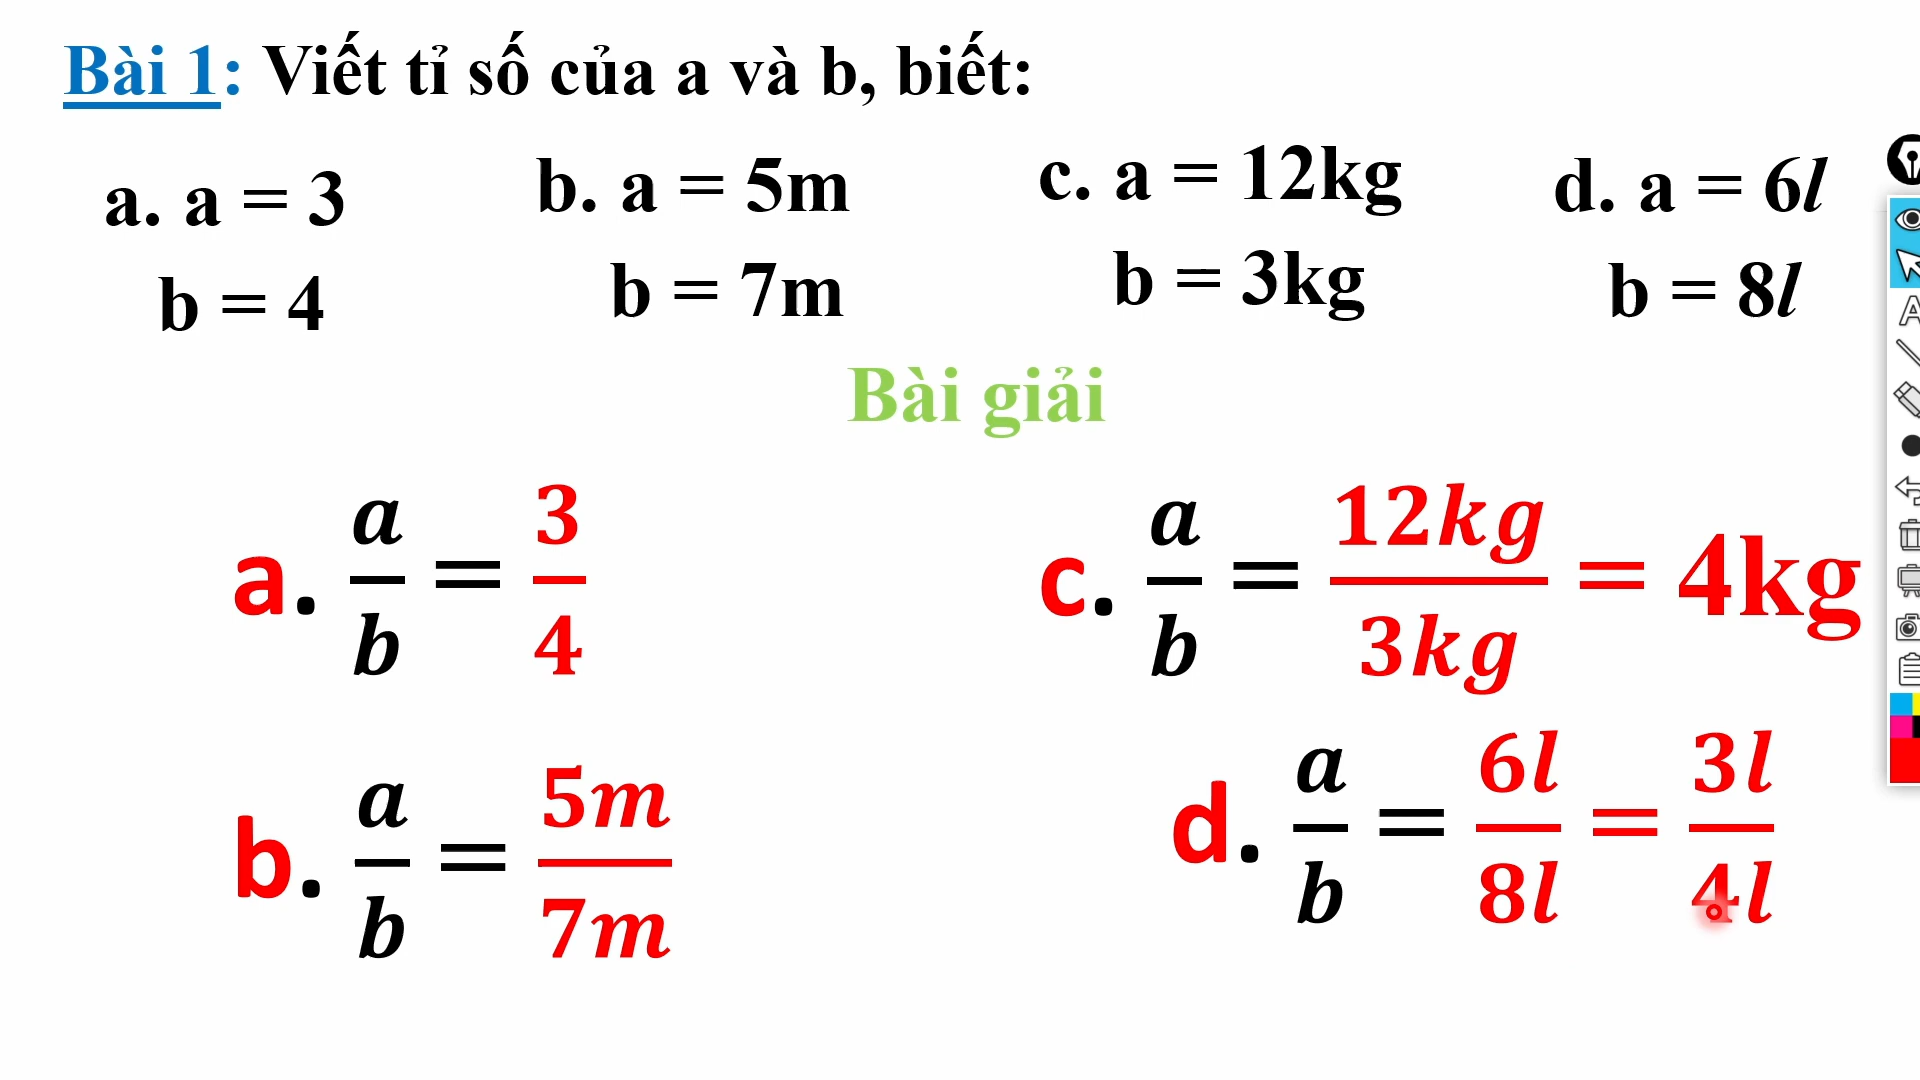 Bài 1: Viết tỉ số của a và b, biết:
a. a = 3
b = 4
b. a = 5m
b = 7m
c. a = 12kg
b = 3kg
d. a = 6l
b = 8l
Bài giải
a. a/b = 3/4
c. a/b = 12kg/3kg = 4kg
b. a/b = 5m/7m
d. a/b = 6l/8l = 3l/4l